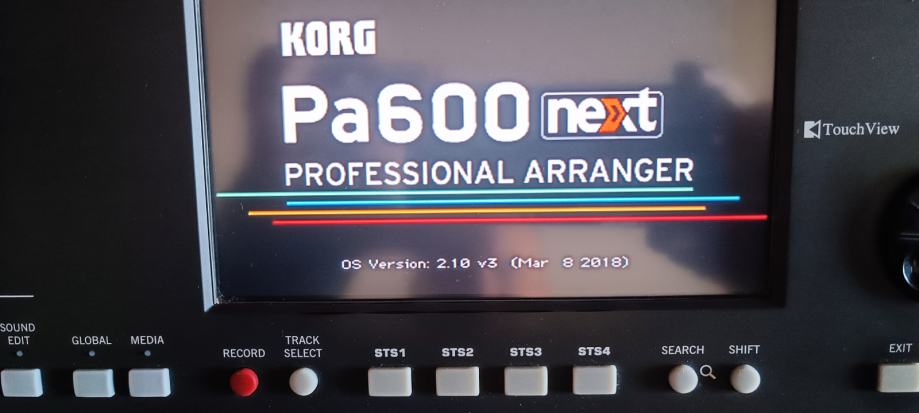 KORG
Pa600 next
PROFESSIONAL ARRANGER
TouchView
OS Version: 2.10 v3 (Mar 8 2018)
SOUND
EDIT
GLOBAL
MEDIA
RECORD
TRACK
SELECT
STS1
STS2
STS3
STS4
SEARCH
SHIFT
EXIT